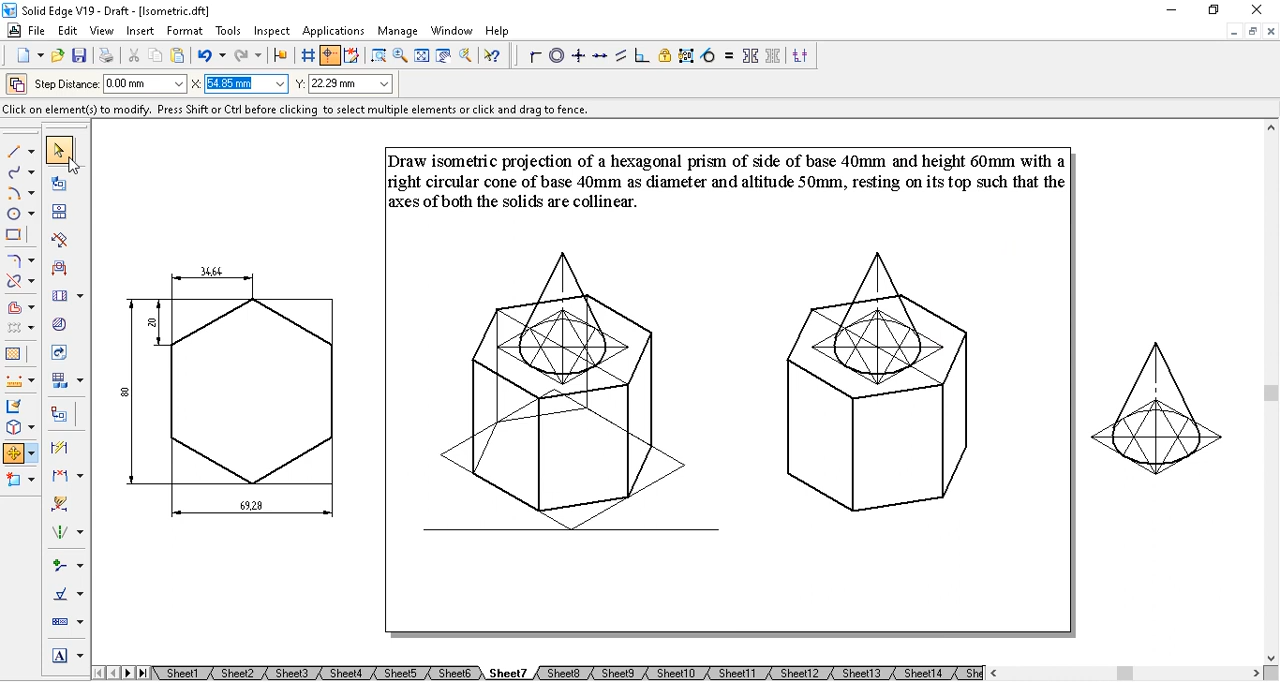 Solid Edge V19 - Draft - [Isometric.dft]
File Edit View Insert Format Tools Inspect Applications Manage Window Help
Step Distance: 0.00 mm X: 54.85 mm Y: 22.29 mm
Click on element(s) to modify. Press Shift or Ctrl before clicking to select multiple elements or click and drag to fence.
Draw isometric projection of a hexagonal prism of side of base 40mm and height 60mm with a
right circular cone of base 40mm as diameter and altitude 50mm, resting on its top such that the
axes of both the solids are collinear.
34,64
20
80
69,28
A
Sheet1 Sheet2 Sheet3 Sheet4 Sheet5 Sheet6 Sheet7 Sheet8 Sheet9 Sheet10 Sheet11 Sheet12 Sheet13 Sheet14 She